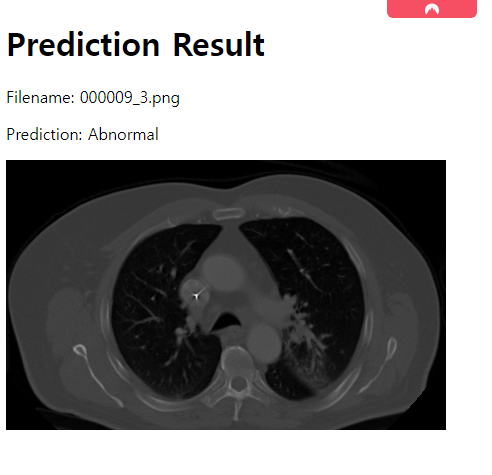 Prediction Result
Filename: 000009_3.png
Prediction: Abnormal